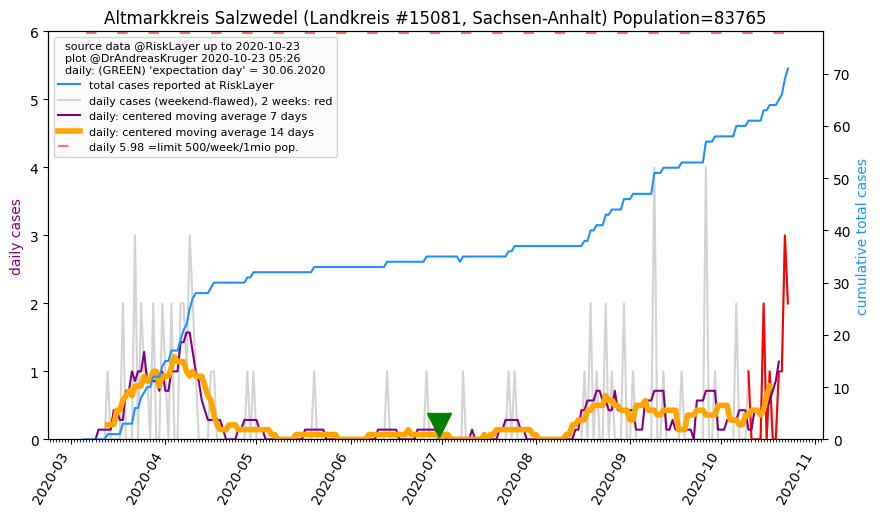 Altmarkkreis Salzwedel (Landkreis #15081, Sachsen-Anhalt) Population=83765
source data @RiskLayer up to 2020-10-23
plot @DrAndreasKruger 2020-10-23 05:26
daily: (GREEN) 'expectation day' = 30.06.2020
total cases reported at RiskLayer
daily cases (weekend-flawed), 2 weeks: red
daily: centered moving average 7 days
daily: centered moving average 14 days
daily 5.98 =limit 500/week/1mio pop.
daily cases
6
5
4
3
2
1
0
cumulative total cases
70
60
50
40
30
20
10
0
2020-03
2020-04
2020-05
2020-06
2020-07
2020-08
2020-09
2020-10
2020-11